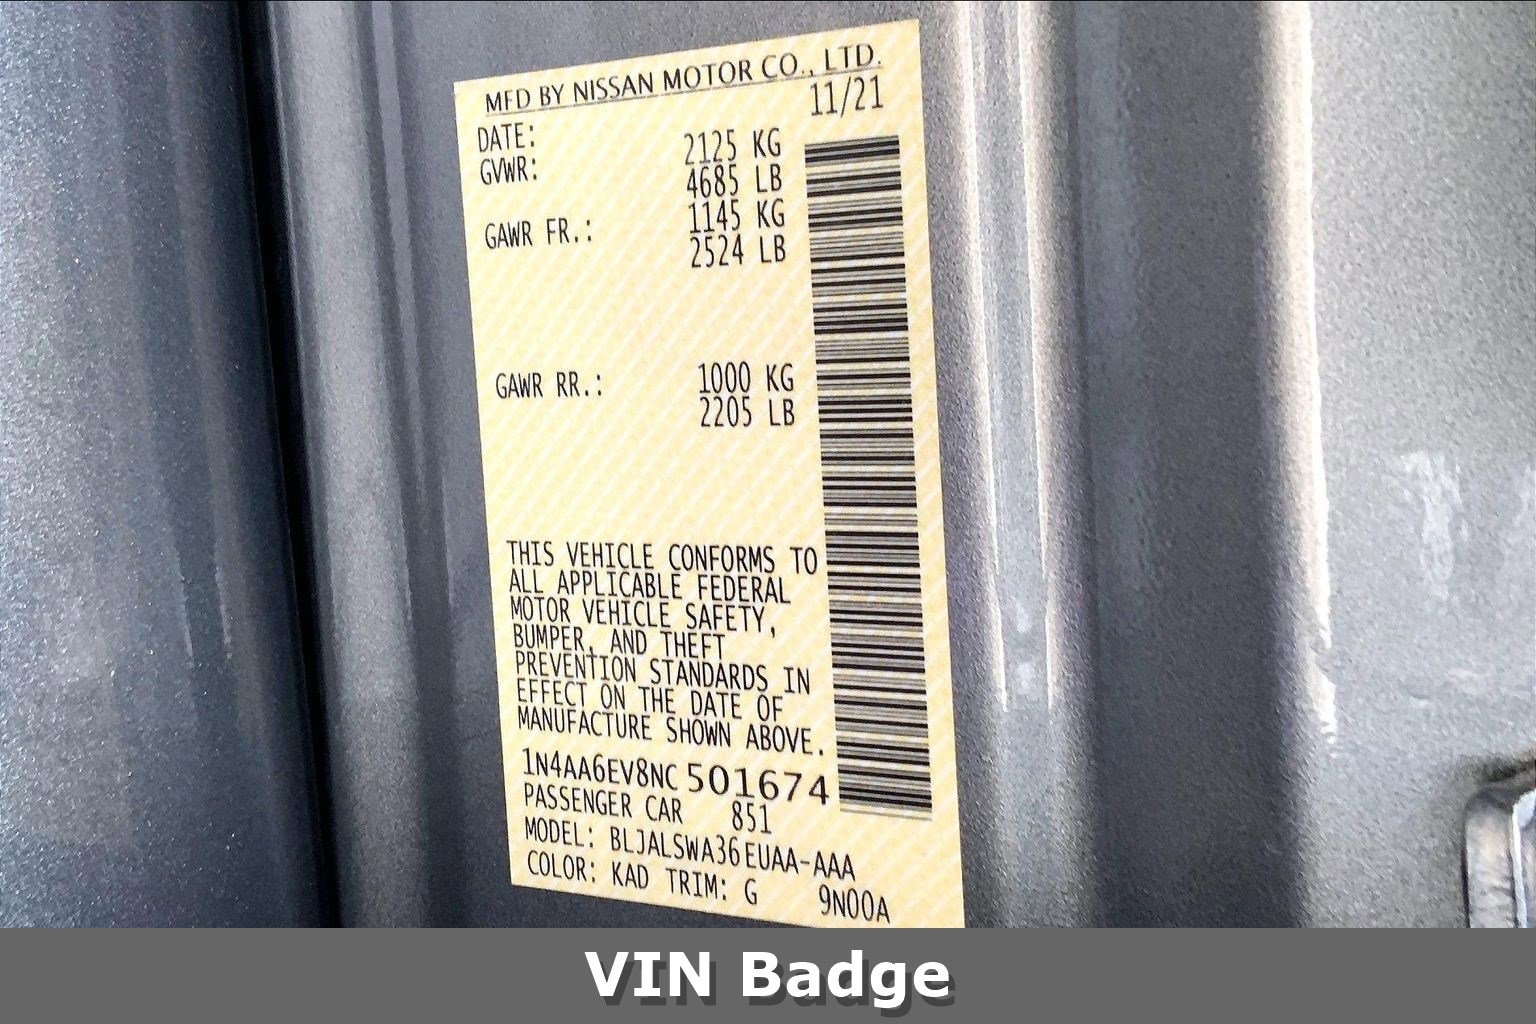 MFD BY NISSAN MOTOR CO., LTD.
DATE: 11/21
GVWR: 2125 KG
4685 LB
GAWR FR.: 1145 KG
2524 LB
GAWR RR.: 1000 KG
2205 LB
THIS VEHICLE CONFORMS TO
ALL APPLICABLE FEDERAL
MOTOR VEHICLE SAFETY,
BUMPER, AND THEFT
PREVENTION STANDARDS IN
EFFECT ON THE DATE OF
MANUFACTURE SHOWN ABOVE.
1N4AA6EV8NC 501674
PASSENGER CAR 851
MODEL: BLJALSWA36EUAA-AAA
COLOR: KAD TRIM: G 9N00A
VIN Badge